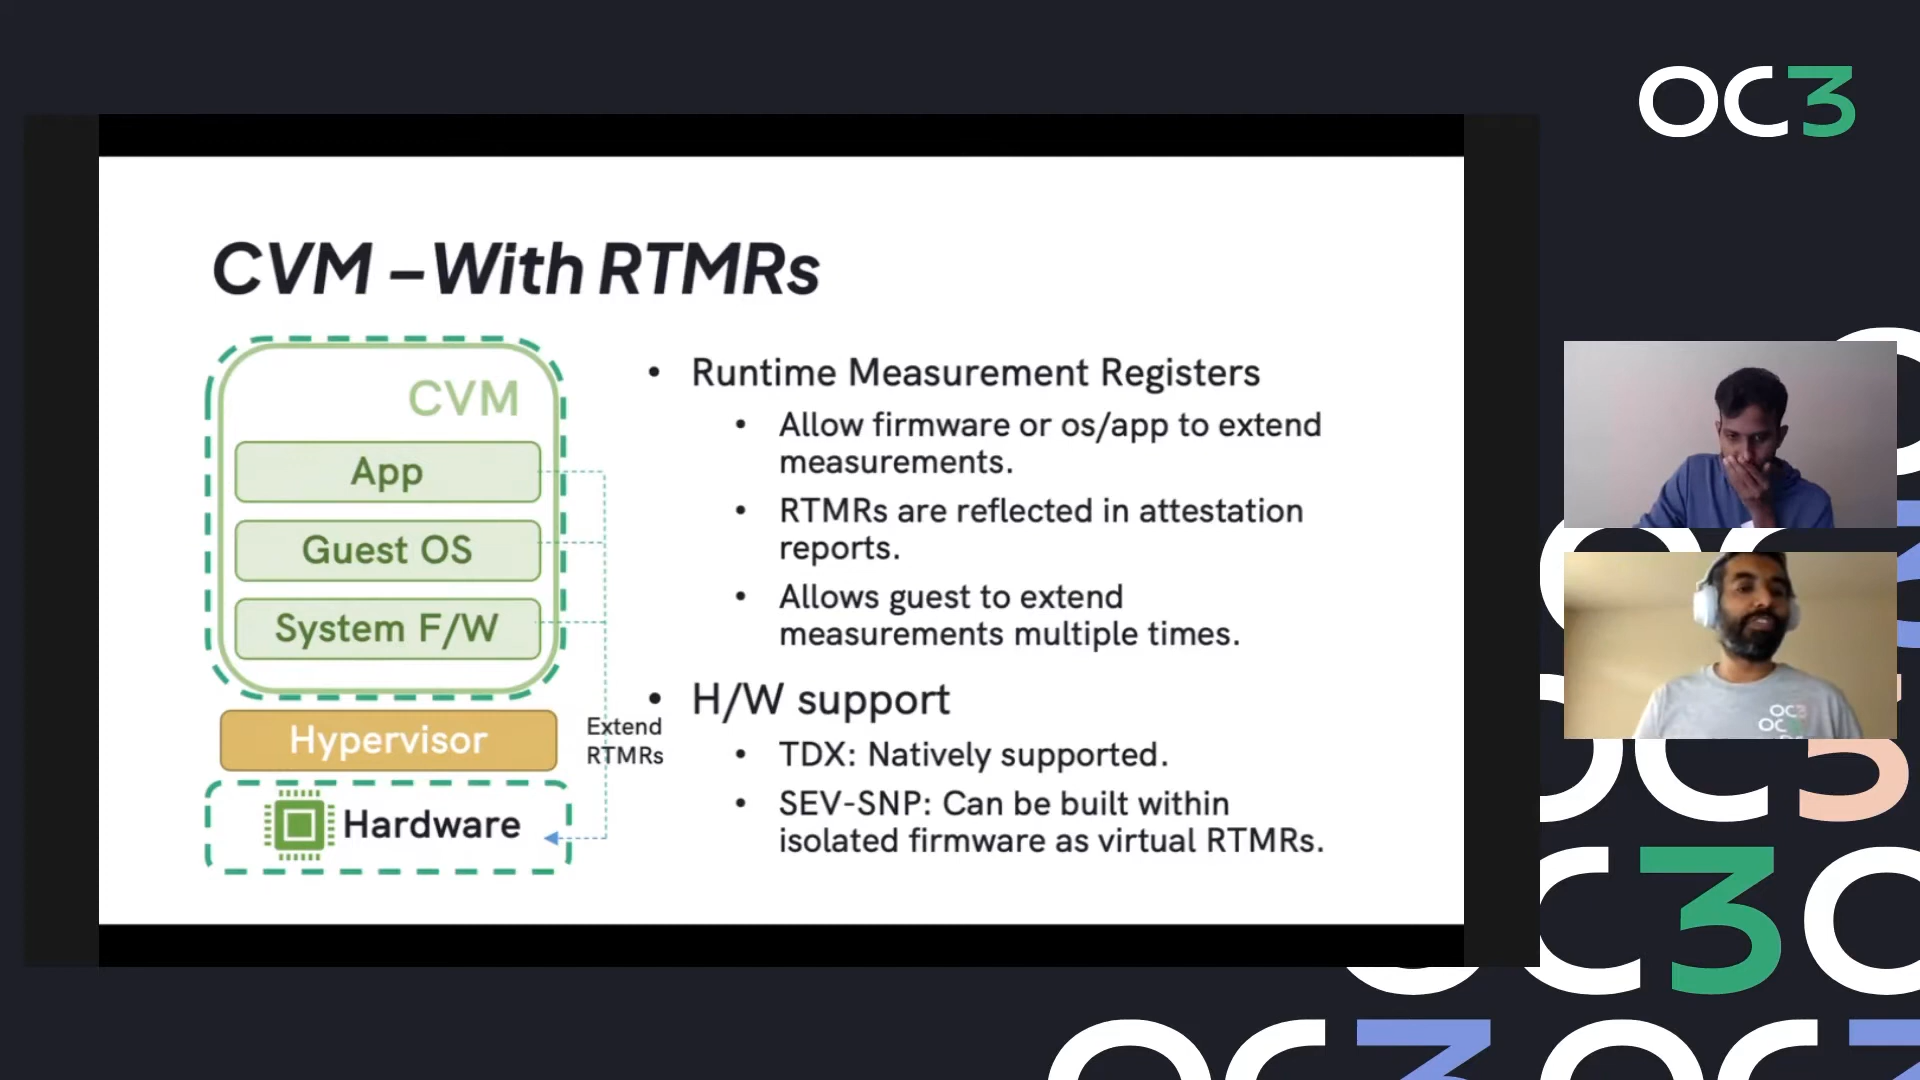 OC3
CVM –With RTMRs
CVM
App
Guest OS
System F/W
Hypervisor
Hardware
Extend
RTMRs
• Runtime Measurement Registers
• Allow firmware or os/app to extend
measurements.
• RTMRs are reflected in attestation
reports.
• Allows guest to extend
measurements multiple times.
• H/W support
• TDX: Natively supported.
• SEV-SNP: Can be built within
isolated firmware as virtual RTMRs.
OC3
OC3